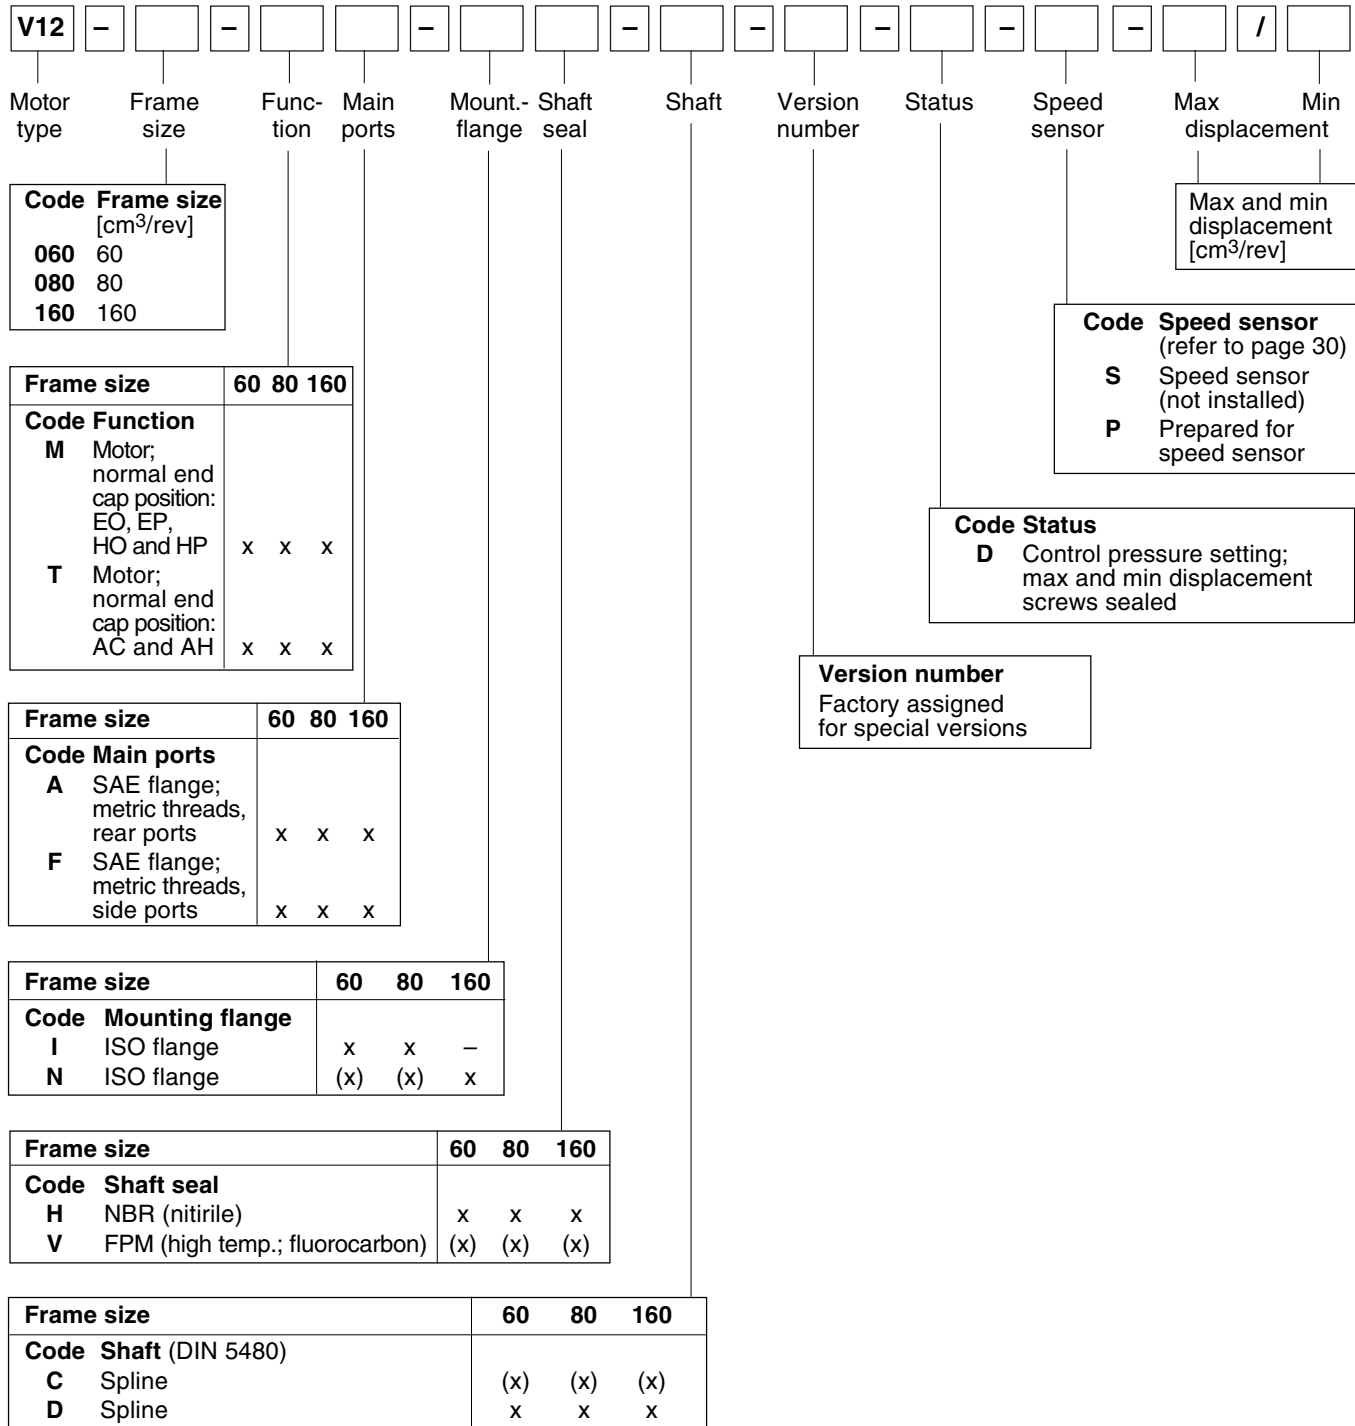 V12 – – – – – – – – /
Motor type
Frame size
Func- tion
Main ports
Mount.- flange
Shaft seal
Shaft
Version number
Status
Speed sensor
Max Min
displacement
Code Frame size
[cm3/rev]
060 60
080 80
160 160
Max and min
displacement
[cm3/rev]
Code Speed sensor
(refer to page 30)
S Speed sensor
(not installed)
P Prepared for
speed sensor
Frame size 60 80 160
Code Function
M Motor;
normal end
cap position:
EO, EP,
HO and HP x x x
T Motor;
normal end
cap position:
AC and AH x x x
Code Status
D Control pressure setting;
max and min displacement
screws sealed
Version number
Factory assigned
for special versions
Frame size 60 80 160
Code Main ports
A SAE flange;
metric threads,
rear ports x x x
F SAE flange;
metric threads,
side ports x x x
Frame size 60 80 160
Code Mounting flange
I ISO flange x x –
N ISO flange (x) (x) x
Frame size 60 80 160
Code Shaft seal
H NBR (nitirile) x x x
V FPM (high temp.; fluorocarbon) (x) (x) (x)
Frame size 60 80 160
Code Shaft (DIN 5480)
C Spline (x) (x) (x)
D Spline x x x